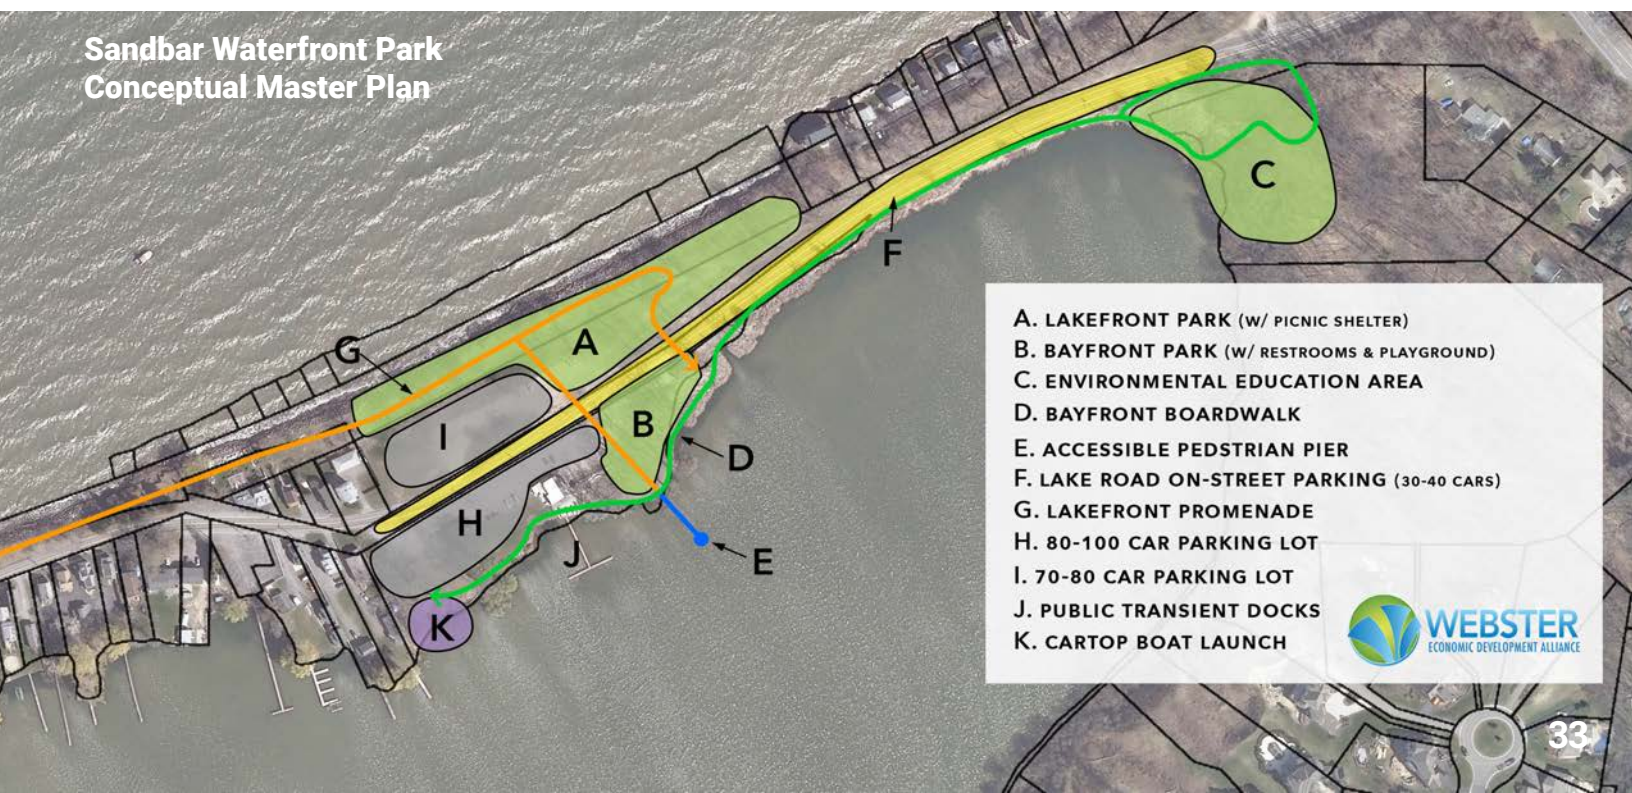 Sandbar Waterfront Park
Conceptual Master Plan
F
C
G
A
I
B
D
H
J
E
K
A. LAKEFRONT PARK (W/ PICNIC SHELTER)
B. BAYFRONT PARK (W/ RESTROOMS & PLAYGROUND)
C. ENVIRONMENTAL EDUCATION AREA
D. BAYFRONT BOARDWALK
E. ACCESSIBLE PEDSTRIAN PIER
F. LAKE ROAD ON-STREET PARKING (30-40 CARS)
G. LAKEFRONT PROMENADE
H. 80-100 CAR PARKING LOT
I. 70-80 CAR PARKING LOT
J. PUBLIC TRANSIENT DOCKS
K. CARTOP BOAT LAUNCH
WEBSTER
ECONOMIC DEVELOPMENT ALLIANCE
33